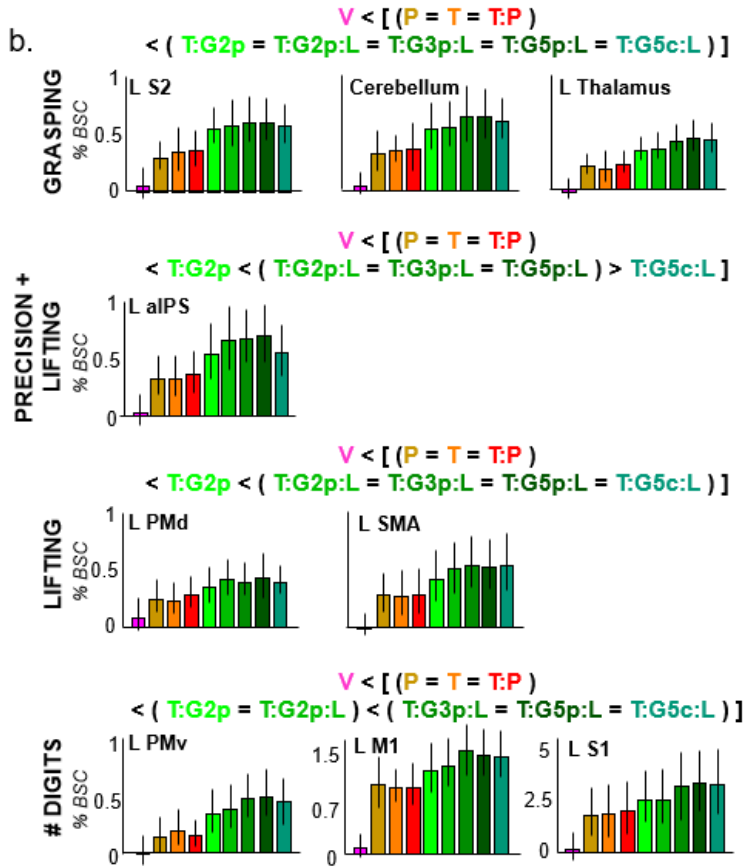 b.
V < [ ( P = T = T:P )
< ( T:G2p = T:G2p:L = T:G3p:L = T:G5p:L = T:G5c:L ) ]
GRASPING
% BSC
1
0.5
0
L S2
Cerebellum
L Thalamus
V < [ ( P = T = T:P )
< T:G2p < ( T:G2p:L = T:G3p:L = T:G5p:L ) > T:G5c:L ]
PRECISION +
LIFTING
% BSC
1
0.5
0
L aIPS
V < [ ( P = T = T:P )
< T:G2p < ( T:G2p:L = T:G3p:L = T:G5p:L = T:G5c:L ) ]
LIFTING
% BSC
1
0.5
0
L PMd
L SMA
V < [ ( P = T = T:P )
< ( T:G2p = T:G2p:L ) < ( T:G3p:L = T:G5p:L = T:G5c:L ) ]
# DIGITS
% BSC
1
0.5
0
L PMv
1.5
0.7
0
L M1
5
2.5
0
L S1